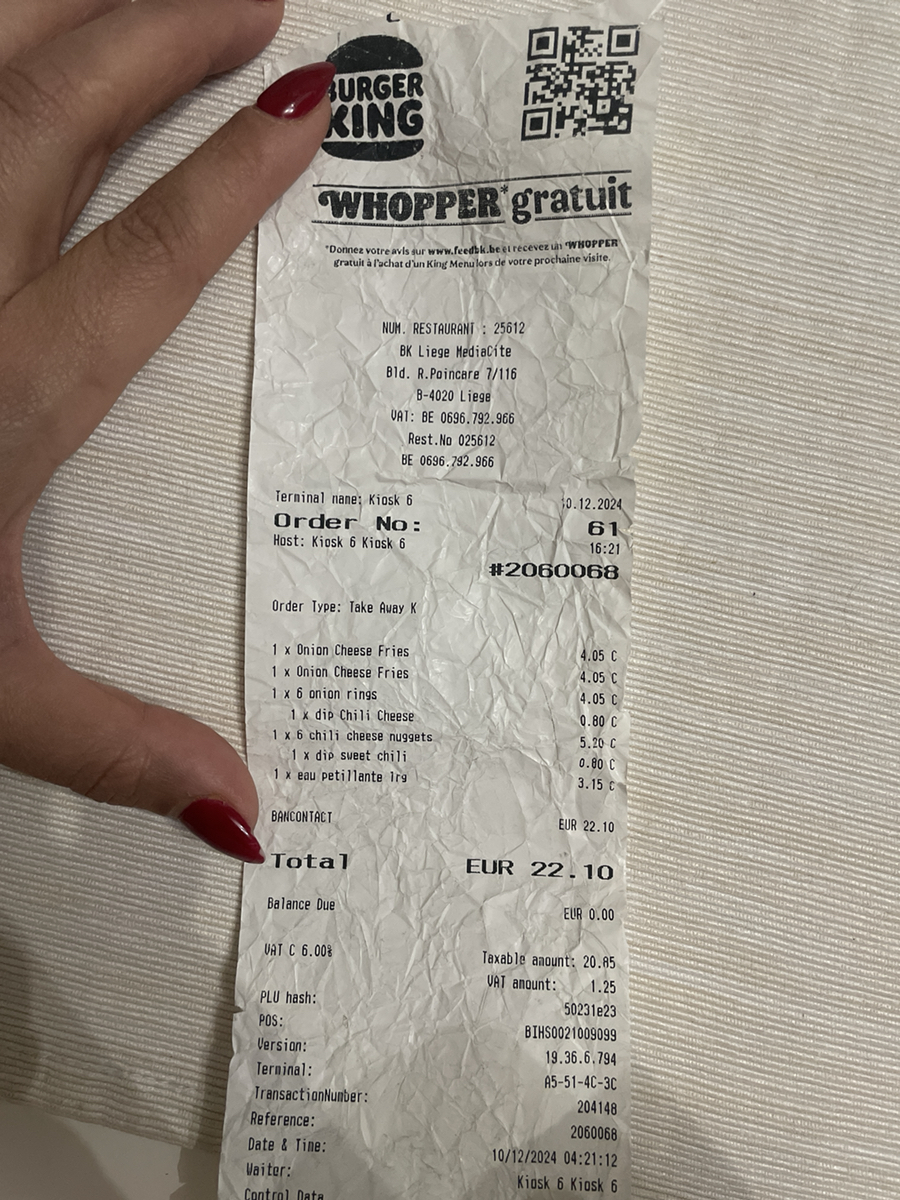 BURGER
KING
WHOPPER* gratuit
*Donnez votre avis sur www.feedbk.be et recevez un WHOPPER
gratuit à l'achat d'un King Menu lors de votre prochaine visite.
NUM. RESTAURANT : 25612
BK Liege MediaCite
Bld. R.Poincare 7/116
B-4020 Liege
VAT: BE 0696.792.966
Rest.No 025612
BE 0696.792.966
Terminal name: Kiosk 6 10.12.2024
Order No: 61
Host: Kiosk 6 Kiosk 6 16:21
#2060068
Order Type: Take Away K
1 x Onion Cheese Fries 4.05 C
1 x Onion Cheese Fries 4.05 C
1 x 6 onion rings 4.05 C
1 x dip Chili Cheese 0.80 C
1 x 6 chili cheese nuggets 5.20 C
1 x dip sweet chili 0.80 C
1 x eau petillante lrg 3.15 C
BANCONTACT EUR 22.10
Total EUR 22.10
Balance Due EUR 0.00
VAT C 6.00% Taxable amount: 20.85
VAT amount: 1.25
PLU hash: 50231e23
POS: BIHS0021009099
Version: 19.36.6.794
Terminal: A5-51-4C-3C
TransactionNumber: 204148
Reference: 2060068
Date & Time: 10/12/2024 04:21:12
Waiter: Kiosk 6 Kiosk 6
Control Data